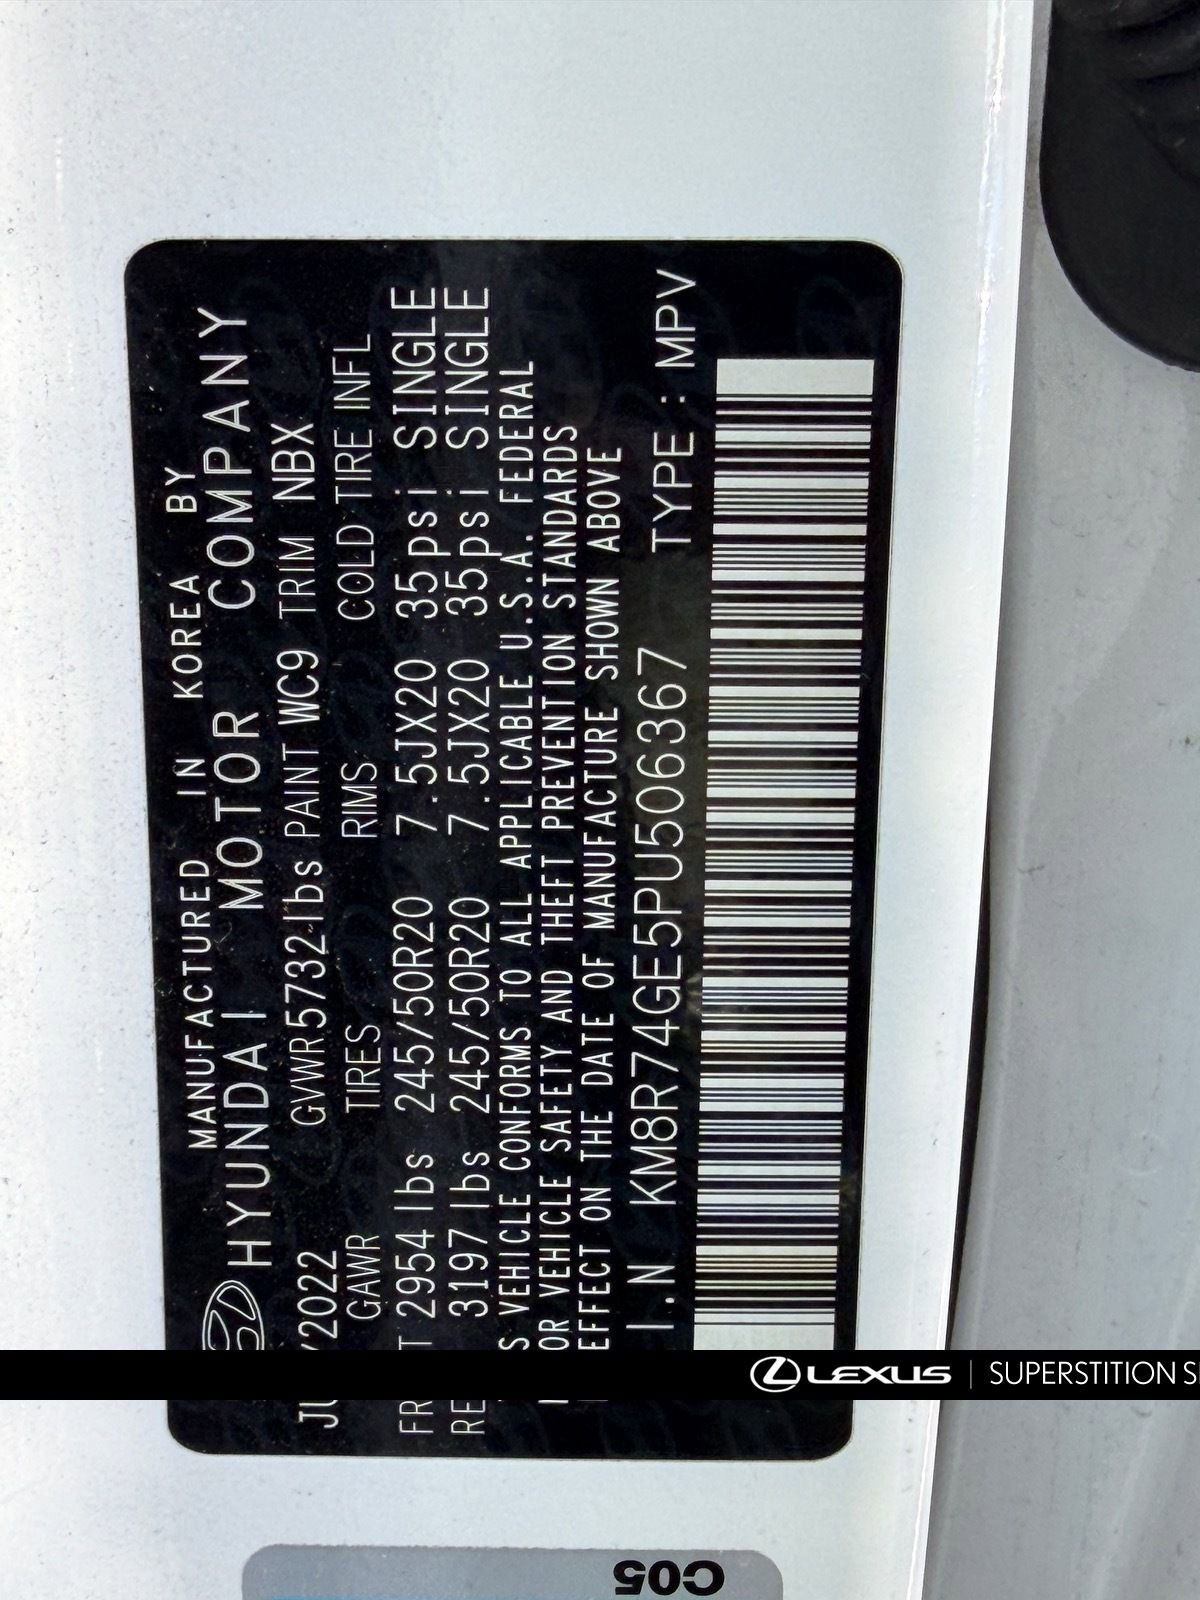 MANUFACTURED IN KOREA BY
HYUNDAI MOTOR COMPANY
/2022 GVWR 5732 lbs PAINT WC9 TRIM NBX
GAWR TIRES RIMS COLD TIRE INFL
2954 lbs 245/50R20 7.5JX20 35psi SINGLE
3197 lbs 245/50R20 7.5JX20 35psi SINGLE
VEHICLE CONFORMS TO ALL APPLICABLE U.S.A. FEDERAL
VEHICLE SAFETY AND THEFT PREVENTION STANDARDS
EFFECT ON THE DATE OF MANUFACTURE SHOWN ABOVE
I.N KM8R74GE5PU506367 TYPE : MPV
LEXUS | SUPERSTITION
C05